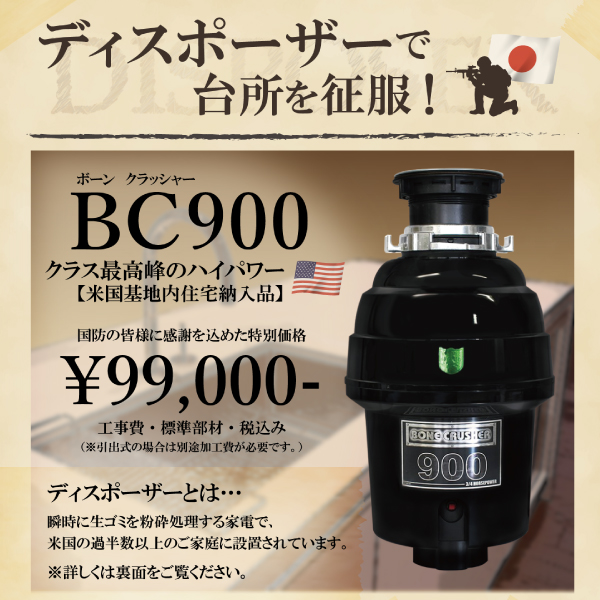 ディスポーザーで
台所を征服！
DISPOSER
ボーン クラッシャー
BC900
クラス最高峰のハイパワー
【米国基地内住宅納入品】
国防の皆様に感謝を込めた特別価格
¥99,000-
工事費・標準部材・税込み
（※引出式の場合は別途加工費が必要です。）
BONE CRUSHER
900
3/4 HORSEPOWER
ディスポーザーとは…
瞬時に生ゴミを粉砕処理する家電で、
米国の過半数以上のご家庭に設置されています。
※詳しくは裏面をご覧ください。